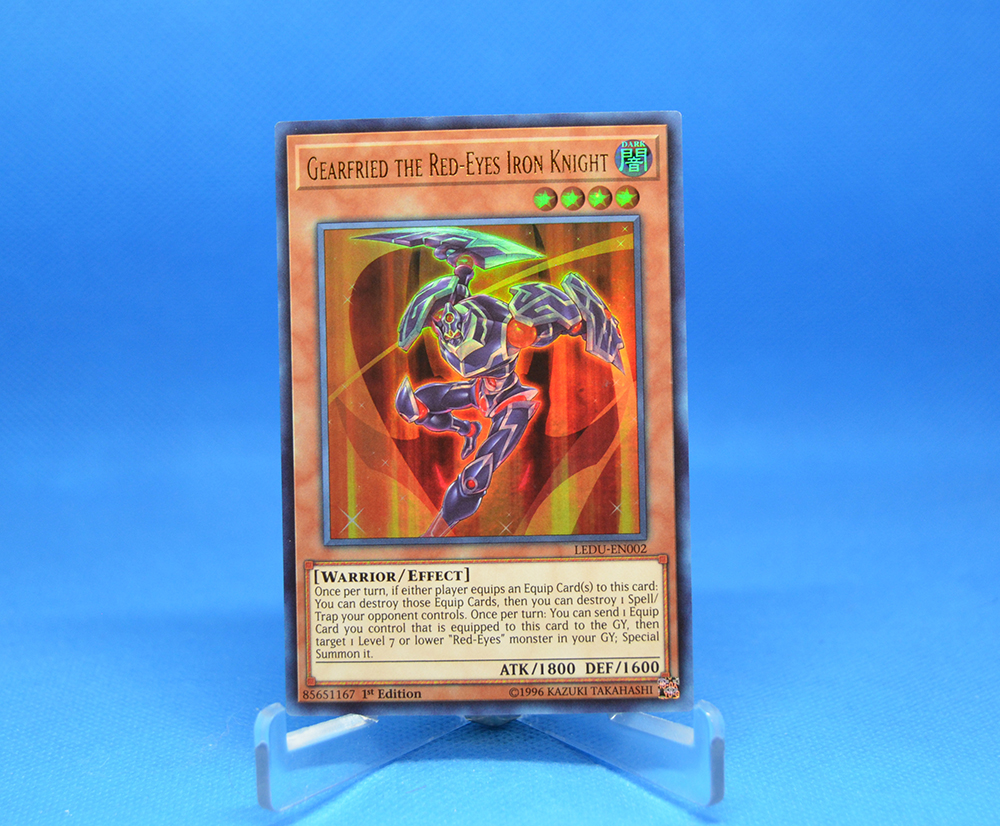 Gearfried the Red-Eyes Iron Knight
DARK
闇
LEDU-EN002
[Warrior/Effect]
Once per turn, if either player equips an Equip Card(s) to this card:
You can destroy those Equip Cards, then you can destroy 1 Spell/
Trap your opponent controls. Once per turn: You can send 1 Equip
Card you control that is equipped to this card to the GY, then
target 1 Level 7 or lower "Red-Eyes" monster in your GY; Special
Summon it.
ATK/1800 DEF/1600
85651167 1st Edition
©1996 KAZUKI TAKAHASHI